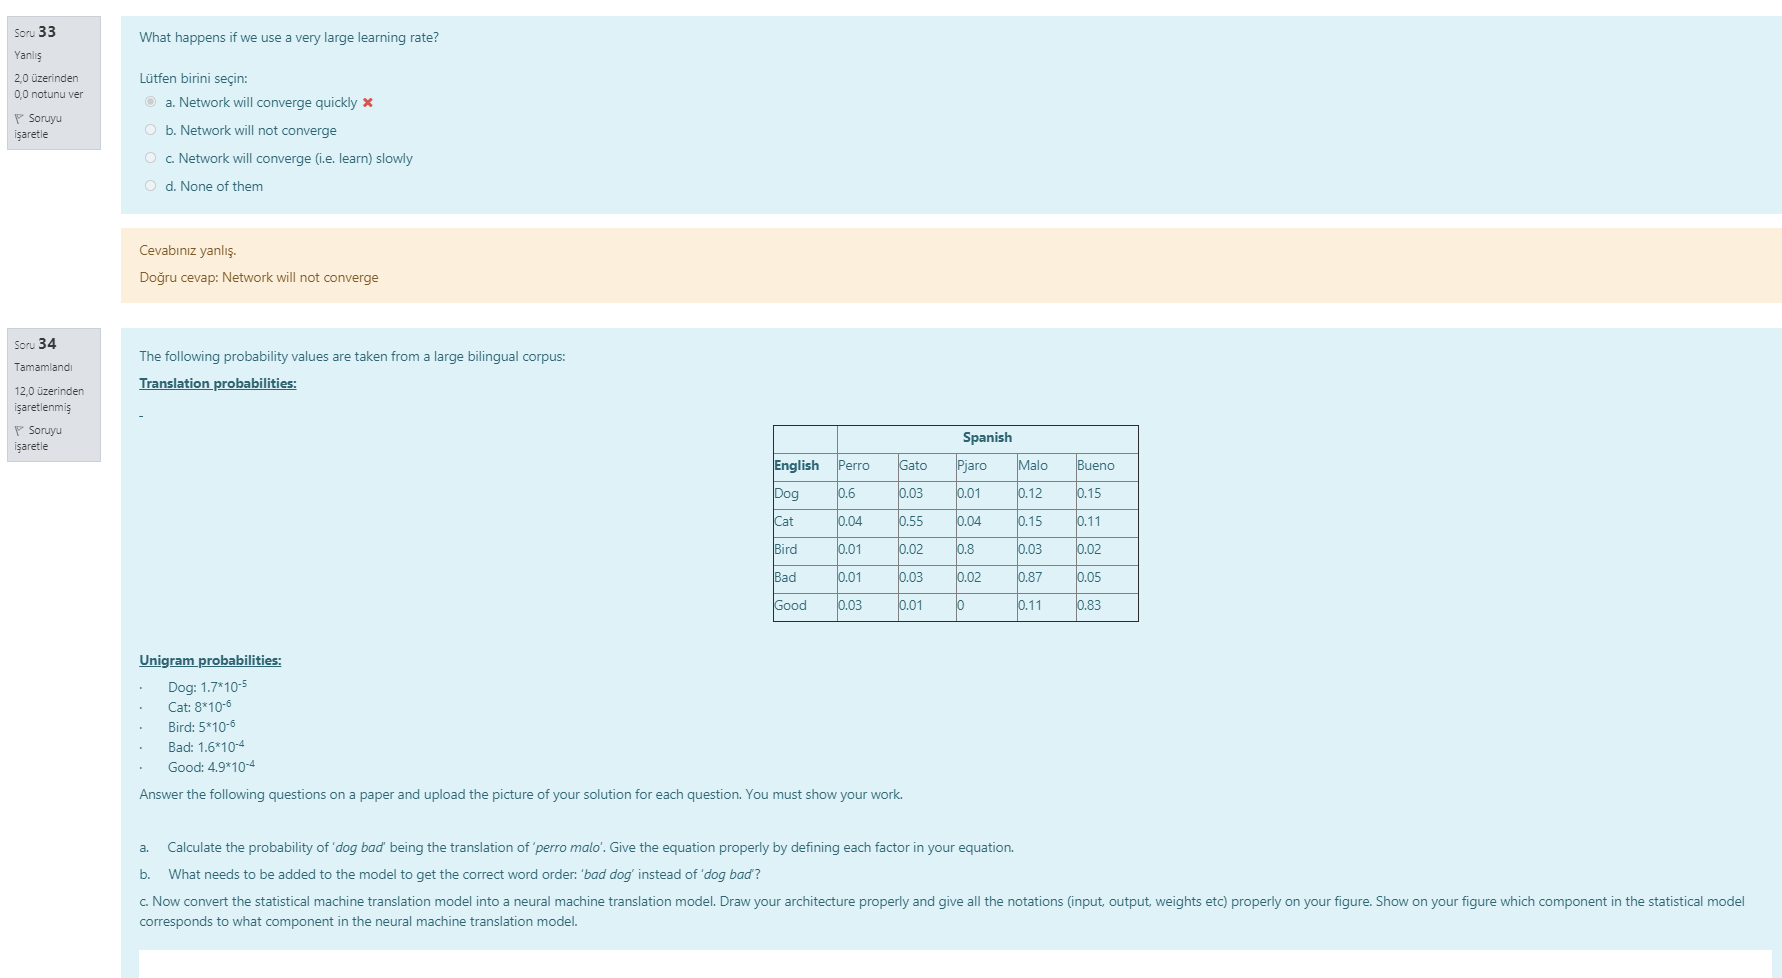 Soru 33
Yanlış
2,0 üzerinden
0,0 notunu ver
Soruyu
işaretle
What happens if we use a very large learning rate?
Lütfen birini seçin:
a. Network will converge quickly
b. Network will not converge
c. Network will converge (i.e. learn) slowly
d. None of them
Cevabınız yanlış.
Doğru cevap: Network will not converge
Soru 34
Tamamlandı
12,0 üzerinden
işaretlenmiş
Soruyu
işaretle
The following probability values are taken from a large bilingual corpus:
Translation probabilities:
-
Spanish
English Perro Gato Pjaro Malo Bueno
Dog 0.6 0.03 0.01 0.12 0.15
Cat 0.04 0.55 0.04 0.15 0.11
Bird 0.01 0.02 0.8 0.03 0.02
Bad 0.01 0.03 0.02 0.87 0.05
Good 0.03 0.01 0 0.11 0.83
Unigram probabilities:
· Dog: 1.7*10-5
· Cat: 8*10-6
· Bird: 5*10-6
· Bad: 1.6*10-4
· Good: 4.9*10-4
Answer the following questions on a paper and upload the picture of your solution for each question. You must show your work.
a. Calculate the probability of 'dog bad' being the translation of 'perro malo'. Give the equation properly by defining each factor in your equation.
b. What needs to be added to the model to get the correct word order: 'bad dog' instead of 'dog bad'?
c. Now convert the statistical machine translation model into a neural machine translation model. Draw your architecture properly and give all the notations (input, output, weights etc) properly on your figure. Show on your figure which component in the statistical model
corresponds to what component in the neural machine translation model.